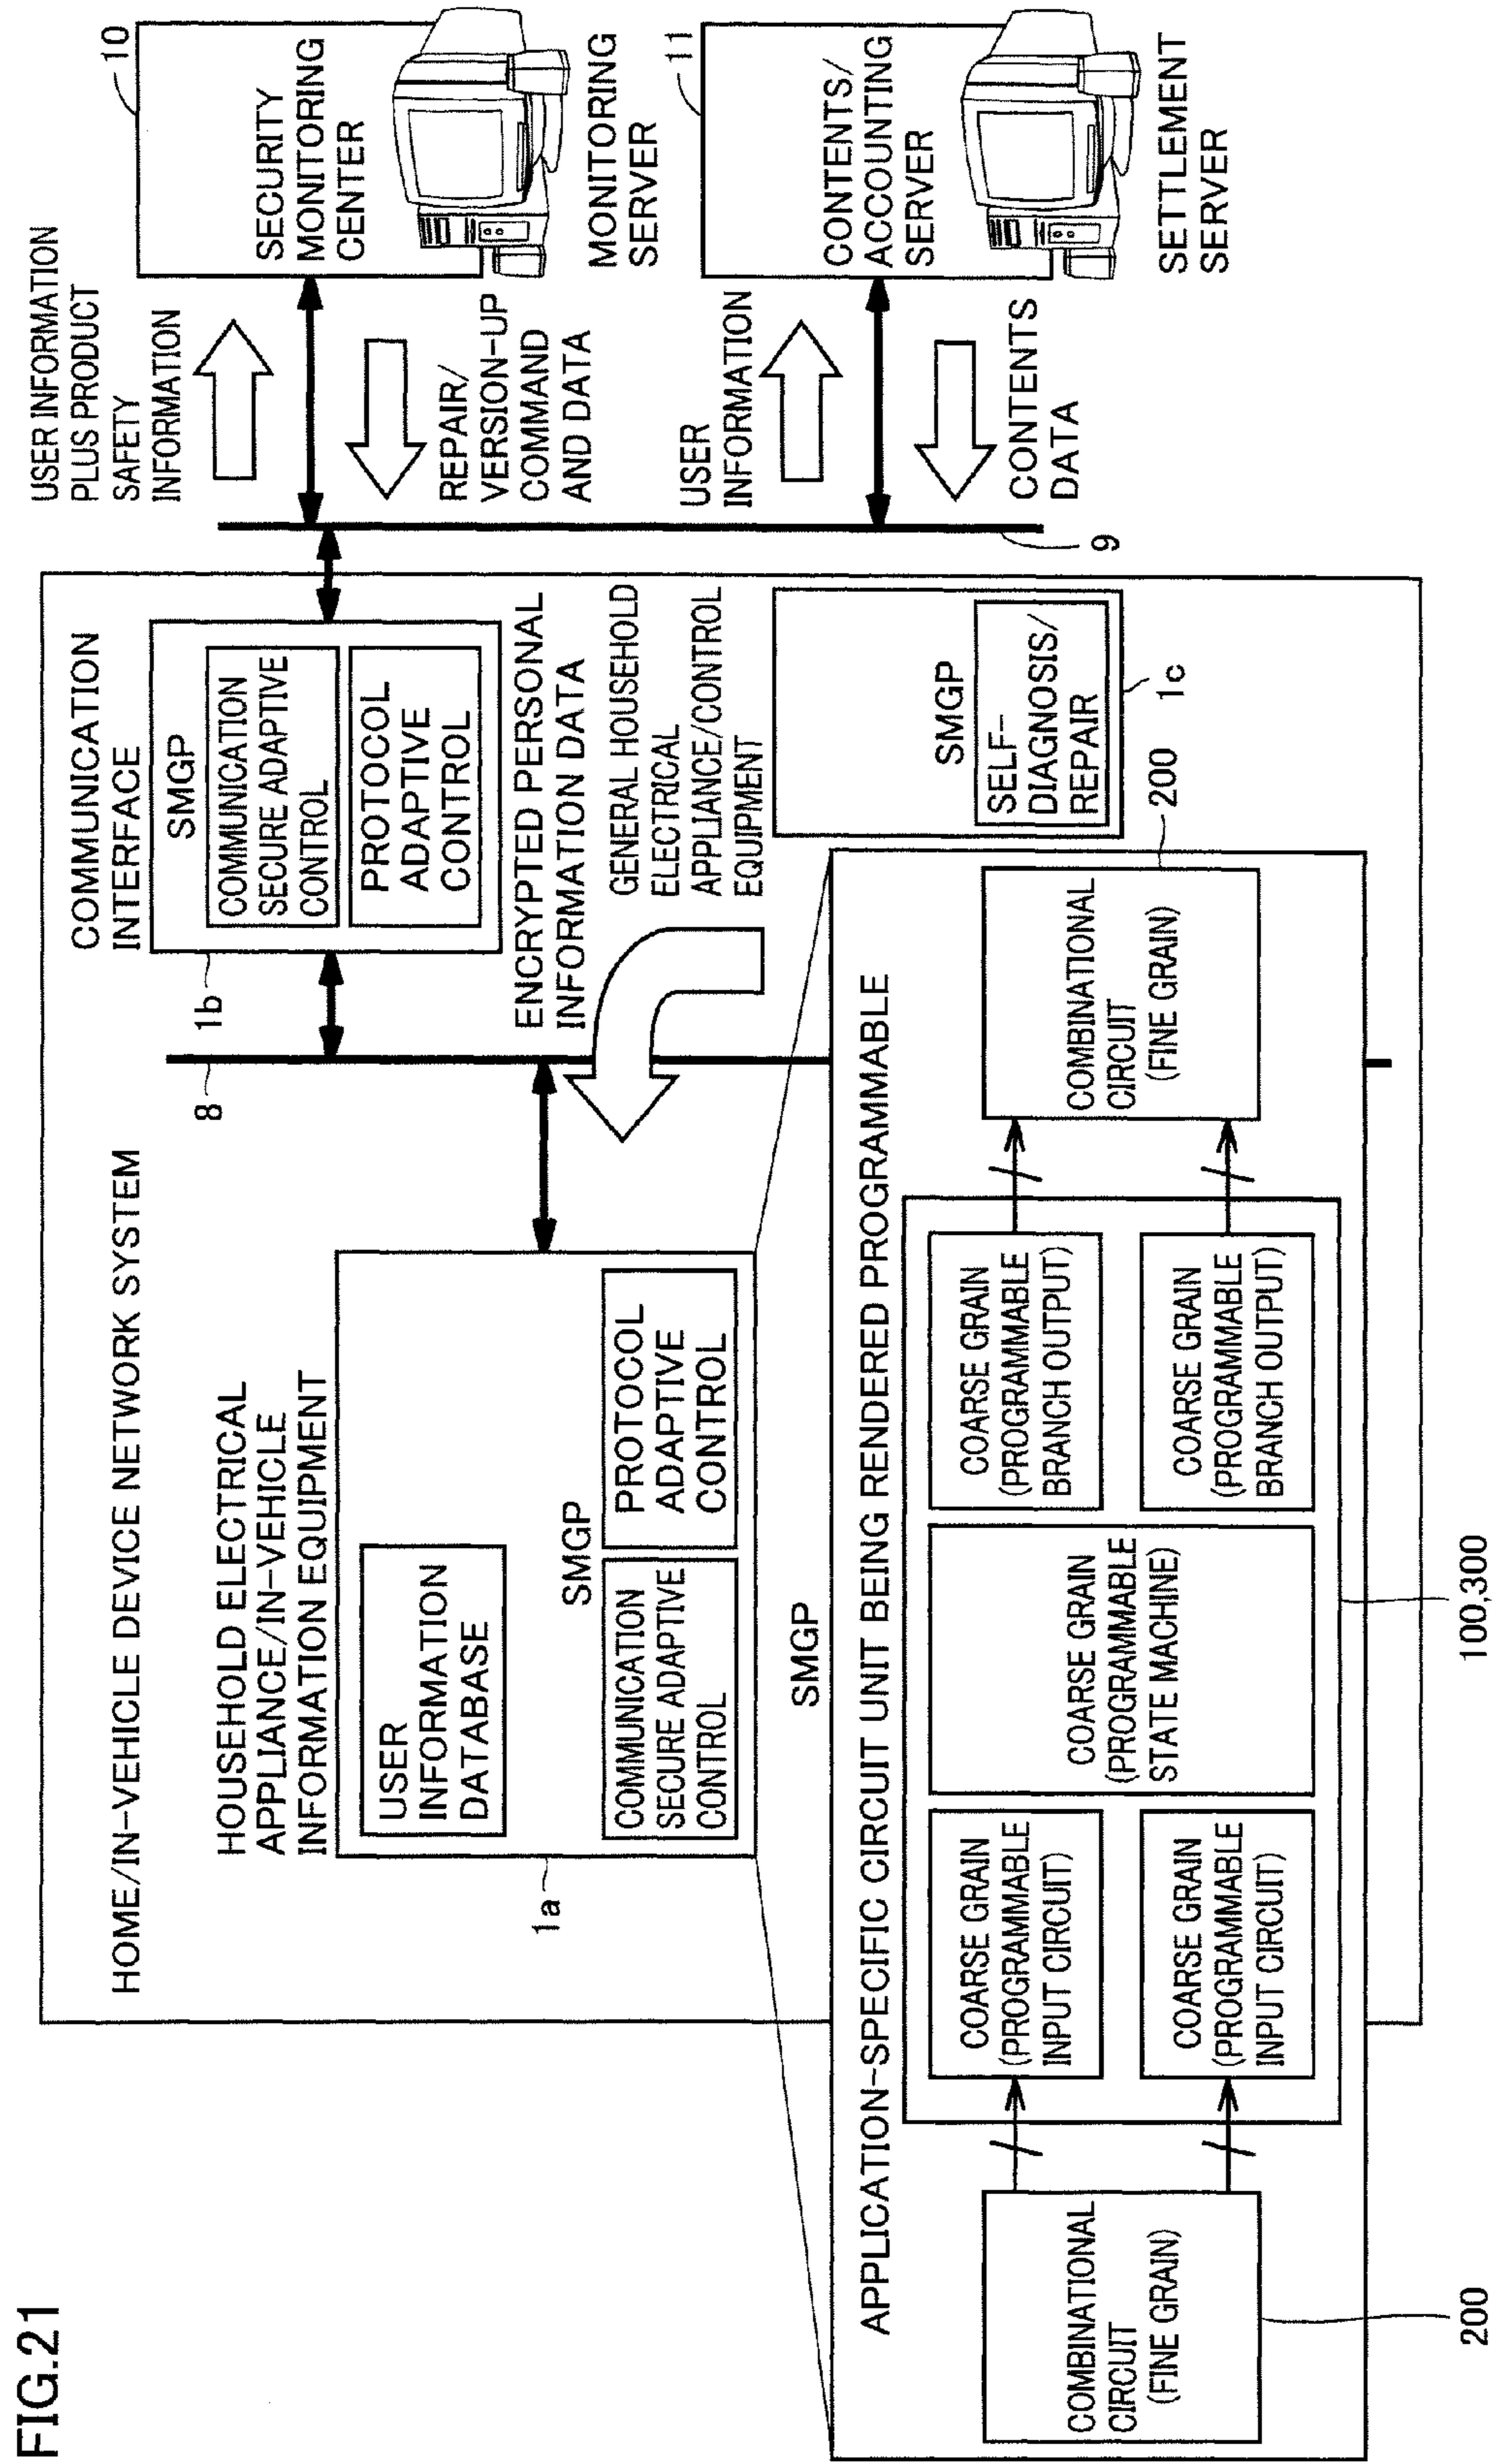 FIG.21
HOME/IN-VEHICLE DEVICE NETWORK SYSTEM
HOUSEHOLD ELECTRICAL
APPLIANCE/IN-VEHICLE
INFORMATION EQUIPMENT
USER
INFORMATION
DATABASE
SMGP
COMMUNICATION
SECURE ADAPTIVE
CONTROL
PROTOCOL
ADAPTIVE
CONTROL
1a
8
COMMUNICATION
INTERFACE
SMGP
COMMUNICATION
SECURE ADAPTIVE
CONTROL
PROTOCOL
ADAPTIVE
CONTROL
1b
ENCRYPTED PERSONAL
INFORMATION DATA
GENERAL HOUSEHOLD
ELECTRICAL
APPLIANCE/CONTROL
EQUIPMENT
SMGP
SELF-
DIAGNOSIS/
REPAIR
1c
USER INFORMATION
PLUS PRODUCT
SAFETY
INFORMATION
REPAIR/
VERSION-UP
COMMAND
AND DATA
USER
INFORMATION
CONTENTS
DATA
9
10
SECURITY
MONITORING
CENTER
MONITORING
SERVER
11
CONTENTS/
ACCOUNTING
SERVER
SETTLEMENT
SERVER
SMGP
APPLICATION-SPECIFIC CIRCUIT UNIT BEING RENDERED PROGRAMMABLE
COMBINATIONAL
CIRCUIT
(FINE GRAIN)
200
COARSE GRAIN
(PROGRAMMABLE
INPUT CIRCUIT)
COARSE GRAIN
(PROGRAMMABLE
INPUT CIRCUIT)
COARSE GRAIN
(PROGRAMMABLE
STATE MACHINE)
COARSE GRAIN
(PROGRAMMABLE
BRANCH OUTPUT)
COARSE GRAIN
(PROGRAMMABLE
BRANCH OUTPUT)
100,300
COMBINATIONAL
CIRCUIT
(FINE GRAIN)
200